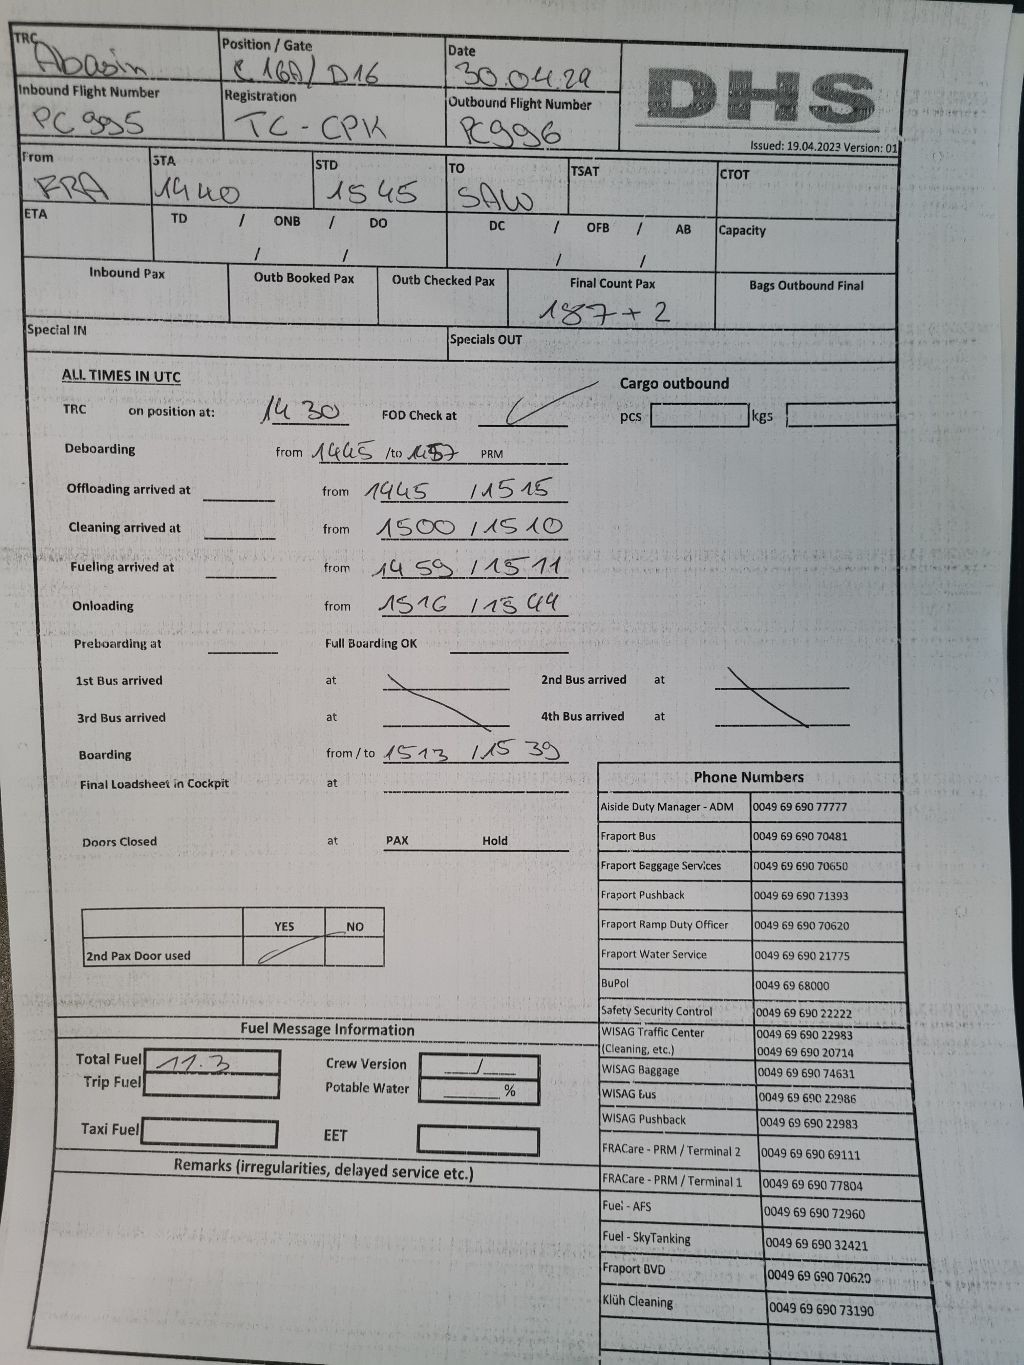 TRC Abasin Position / Gate C 16A/ D16 Date 30.04.24 DHS
Inbound Flight Number PC 995 Registration TC - CPK Outbound Flight Number PC996
Issued: 19.04.2023 Version: 01
From FRA STA 1440 STD 1545 TO SAW TSAT CTOT
ETA TD / ONB / DO DC / OFB / AB Capacity
/ / / /
Inbound Pax Outb Booked Pax Outb Checked Pax Final Count Pax Bags Outbound Final
187 + 2
Special IN Specials OUT
ALL TIMES IN UTC Cargo outbound
TRC on position at: 1430 FOD Check at pcs kgs
Deboarding from 1445 /to 1457 PRM
Offloading arrived at from 1445 / 1515
Cleaning arrived at from 1500 / 1510
Fueling arrived at from 1459 / 1511
Onloading from 1516 / 1544
Preboarding at Full Boarding OK
1st Bus arrived at 2nd Bus arrived at
3rd Bus arrived at 4th Bus arrived at
Boarding from / to 1513 / 1539
Final Loadsheet in Cockpit at
Doors Closed at PAX Hold
YES NO
2nd Pax Door used
Fuel Message Information
Total Fuel 11.3 Crew Version /
Trip Fuel Potable Water %
Taxi Fuel EET
Remarks (irregularities, delayed service etc.)
Phone Numbers
Aiside Duty Manager - ADM 0049 69 690 77777
Fraport Bus 0049 69 690 70481
Fraport Baggage Services 0049 69 690 70650
Fraport Pushback 0049 69 690 71393
Fraport Ramp Duty Officer 0049 69 690 70620
Fraport Water Service 0049 69 690 21775
BuPol 0049 69 68000
Safety Security Control 0049 69 690 22222
WISAG Traffic Center 0049 69 690 22983
(Cleaning, etc.) 0049 69 690 20714
WISAG Baggage 0049 69 690 74631
WISAG Bus 0049 69 690 22986
WISAG Pushback 0049 69 690 22983
FRACare - PRM / Terminal 2 0049 69 690 69111
FRACare - PRM / Terminal 1 0049 69 690 77804
Fuel - AFS 0049 69 690 72960
Fuel - SkyTanking 0049 69 690 32421
Fraport BVD 0049 69 690 70620
Klüh Cleaning 0049 69 690 73190